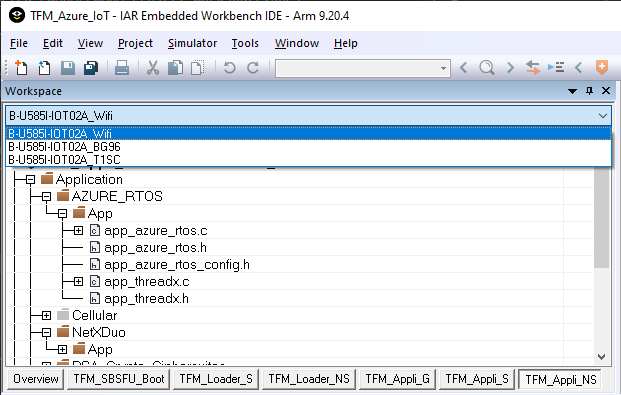 TFM_Azure_IoT - IAR Embedded Workbench IDE - Arm 9.20.4
File Edit View Project Simulator Tools Window Help
Workspace
B-U585I-IOT02A_Wifi
B-U585I-IOT02A_Wifi
B-U585I-IOT02A_BG96
B-U585I-IOT02A_T1SC
Application
AZURE_RTOS
App
app_azure_rtos.c
app_azure_rtos.h
app_azure_rtos_config.h
app_threadx.c
app_threadx.h
Cellular
NetXDuo
App
Overview TFM_SBSFU_Boot TFM_Loader_S TFM_Loader_NS TFM_Appli_G TFM_Appli_S TFM_Appli_NS